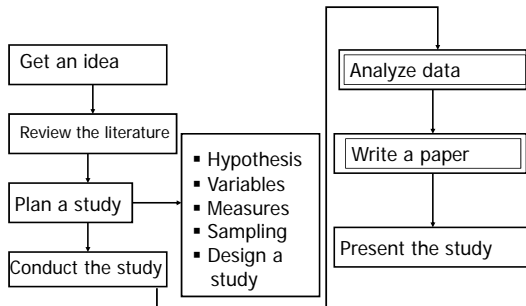 Get an idea
Review the literature
Plan a study
Conduct the study
▪ Hypothesis
▪ Variables
▪ Measures
▪ Sampling
▪ Design a
study
Analyze data
Write a paper
Present the study